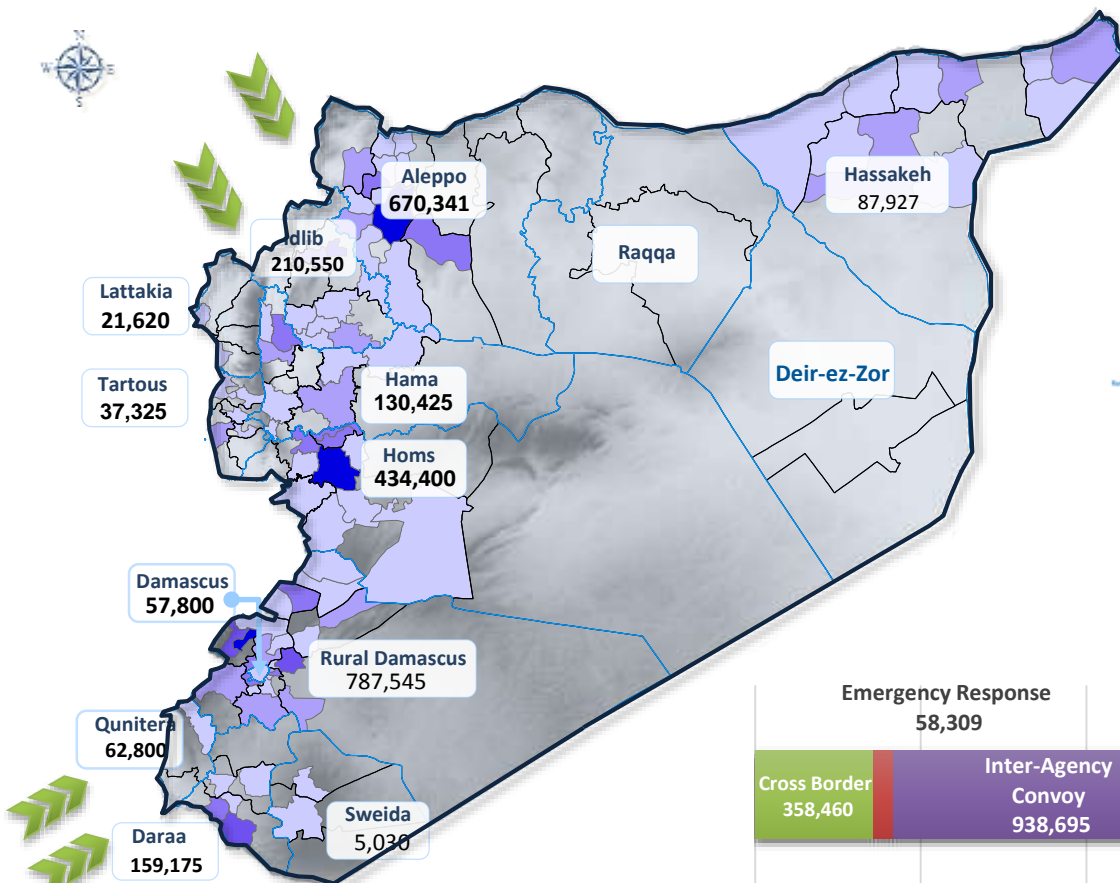 N
W
E
S
Aleppo
670,341
Hassakeh
87,927
Idlib
210,550
Raqqa
Lattakia
21,620
Deir-ez-Zor
Tartous
37,325
Hama
130,425
Homs
434,400
Damascus
57,800
Rural Damascus
787,545
Qunitera
62,800
Sweida
5,030
Daraa
159,175
Emergency Response
58,309
Cross Border
358,460
Inter-Agency
Convoy
938,695